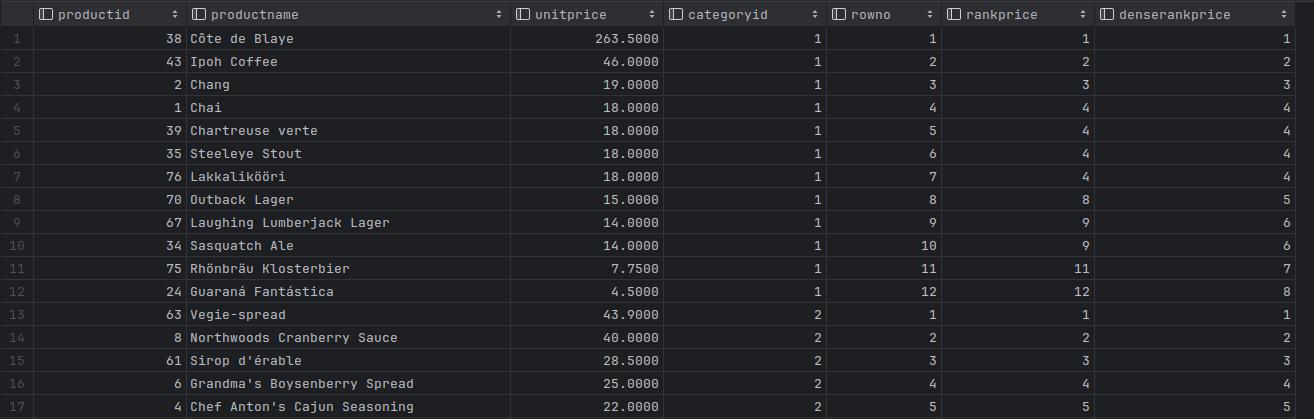 productid productname unitprice categoryid rowno rankprice denserankprice
1 38 Côte de Blaye 263.5000 1 1 1 1
2 43 Ipoh Coffee 46.0000 1 2 2 2
3 2 Chang 19.0000 1 3 3 3
4 1 Chai 18.0000 1 4 4 4
5 39 Chartreuse verte 18.0000 1 5 4 4
6 35 Steeleye Stout 18.0000 1 6 4 4
7 76 Lakkalikööri 18.0000 1 7 4 4
8 70 Outback Lager 15.0000 1 8 8 5
9 67 Laughing Lumberjack Lager 14.0000 1 9 9 6
10 34 Sasquatch Ale 14.0000 1 10 9 6
11 75 Rhönbräu Klosterbier 7.7500 1 11 11 7
12 24 Guaraná Fantástica 4.5000 1 12 12 8
13 63 Vegie-spread 43.9000 2 1 1 1
14 8 Northwoods Cranberry Sauce 40.0000 2 2 2 2
15 61 Sirop d'érable 28.5000 2 3 3 3
16 6 Grandma's Boysenberry Spread 25.0000 2 4 4 4
17 4 Chef Anton's Cajun Seasoning 22.0000 2 5 5 5